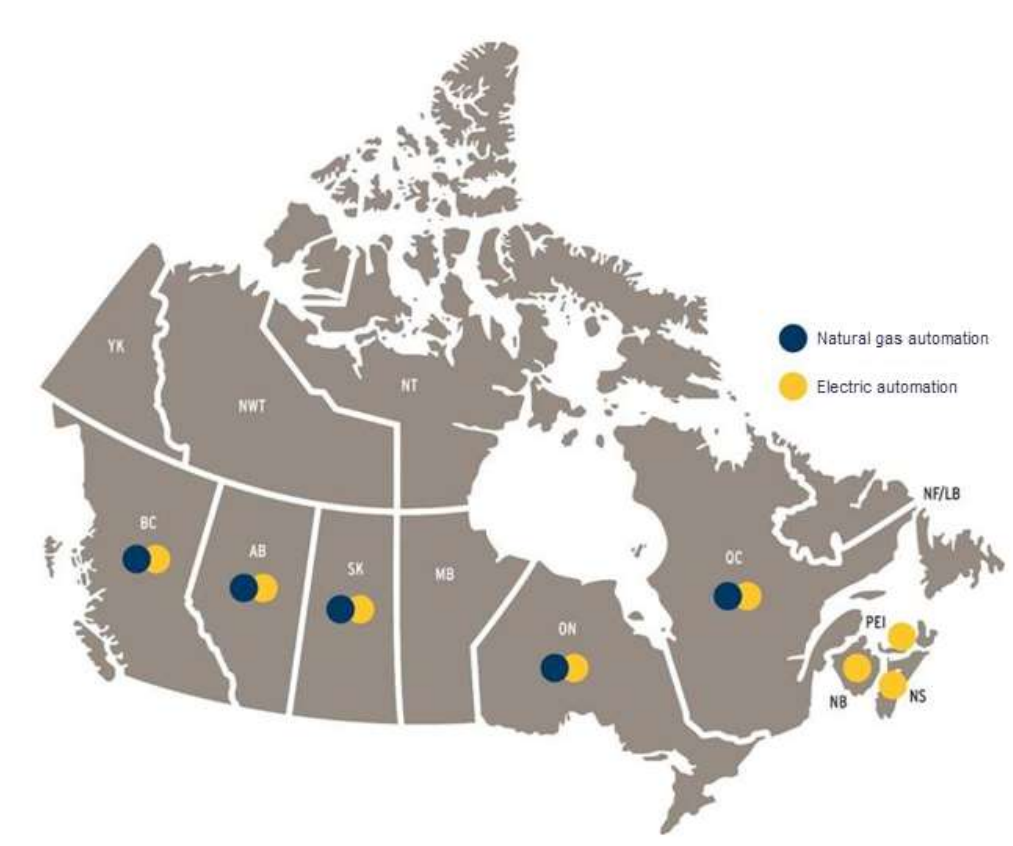 YK
NWT
NT
Natural gas automation
Electric automation
NF/LB
BC
AB
SK
MB
ON
QC
PEI
NB
NS